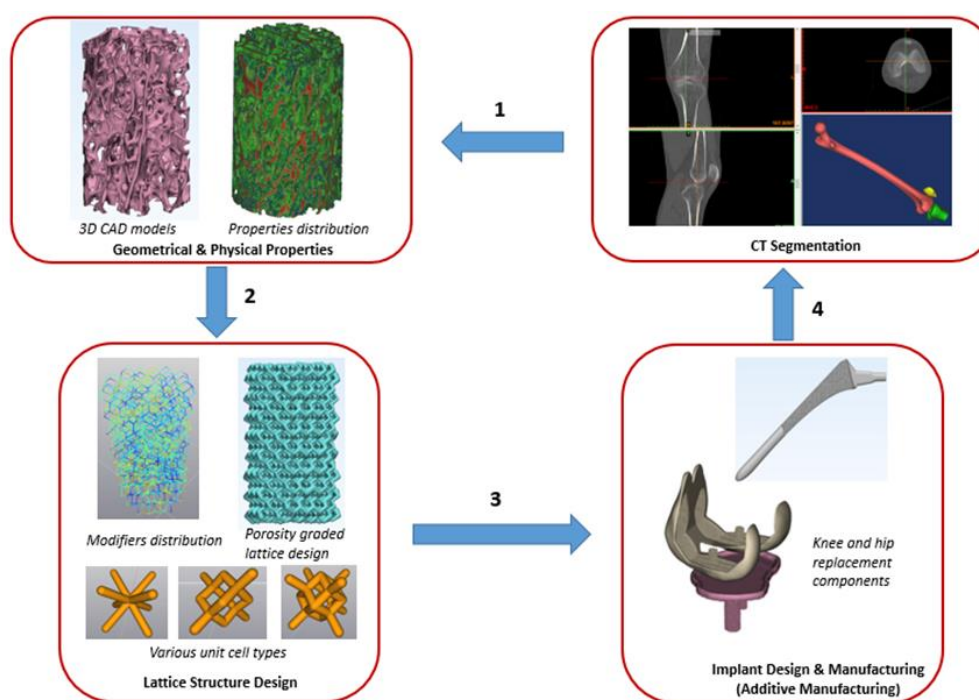 1
3D CAD models
Properties distribution
Geometrical & Physical Properties
CT Segmentation
2
4
Modifiers distribution
Porosity graded
lattice design
Various unit cell types
Lattice Structure Design
3
Knee and hip
replacement
components
Implant Design & Manufacturing
(Additive Manufacturing)